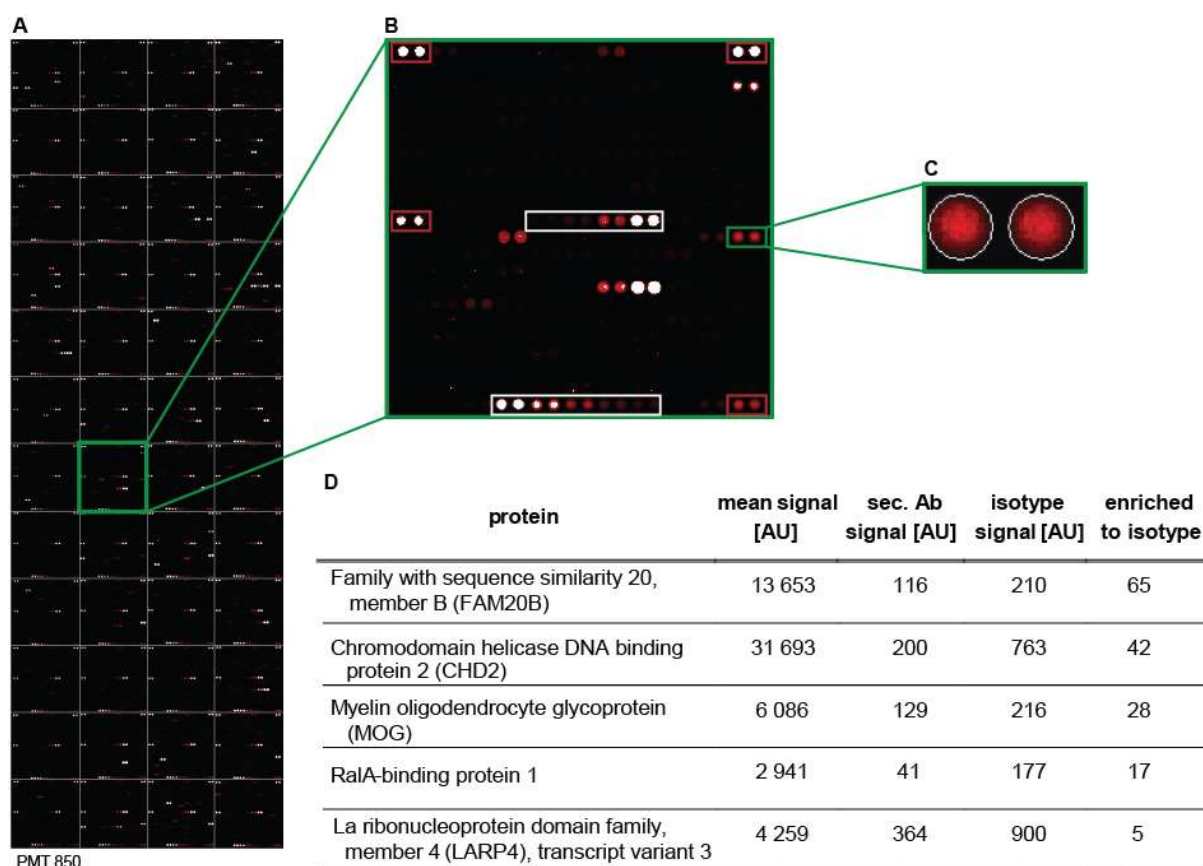 A
B
C
PMT 850
D
protein mean signal [AU] sec. Ab signal [AU] isotype signal [AU] enriched to isotype
Family with sequence similarity 20, member B (FAM20B) 13 653 116 210 65
Chromodomain helicase DNA binding protein 2 (CHD2) 31 693 200 763 42
Myelin oligodendrocyte glycoprotein (MOG) 6 086 129 216 28
RalA-binding protein 1 2 941 41 177 17
La ribonucleoprotein domain family, member 4 (LARP4), transcript variant 3 4 259 364 900 5